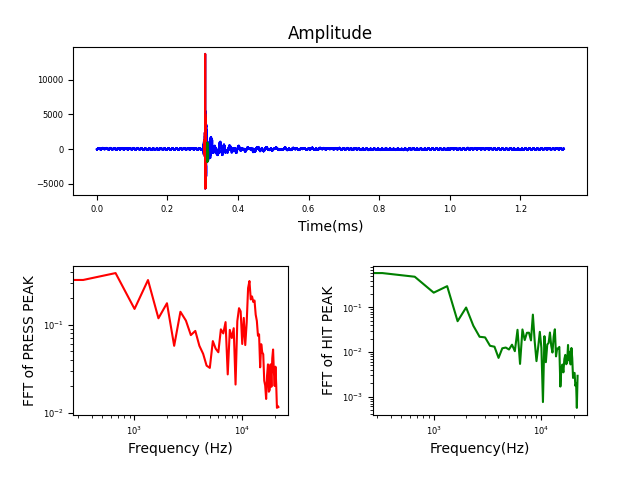 Amplitude
10000
5000
0
−5000
0.0 0.2 0.4 0.6 0.8 1.0 1.2
Time(ms)
FFT of PRESS PEAK
10⁻¹
10⁻²
10³ 10⁴
Frequency (Hz)
FFT of HIT PEAK
10⁻¹
10⁻²
10⁻³
10³ 10⁴
Frequency(Hz)